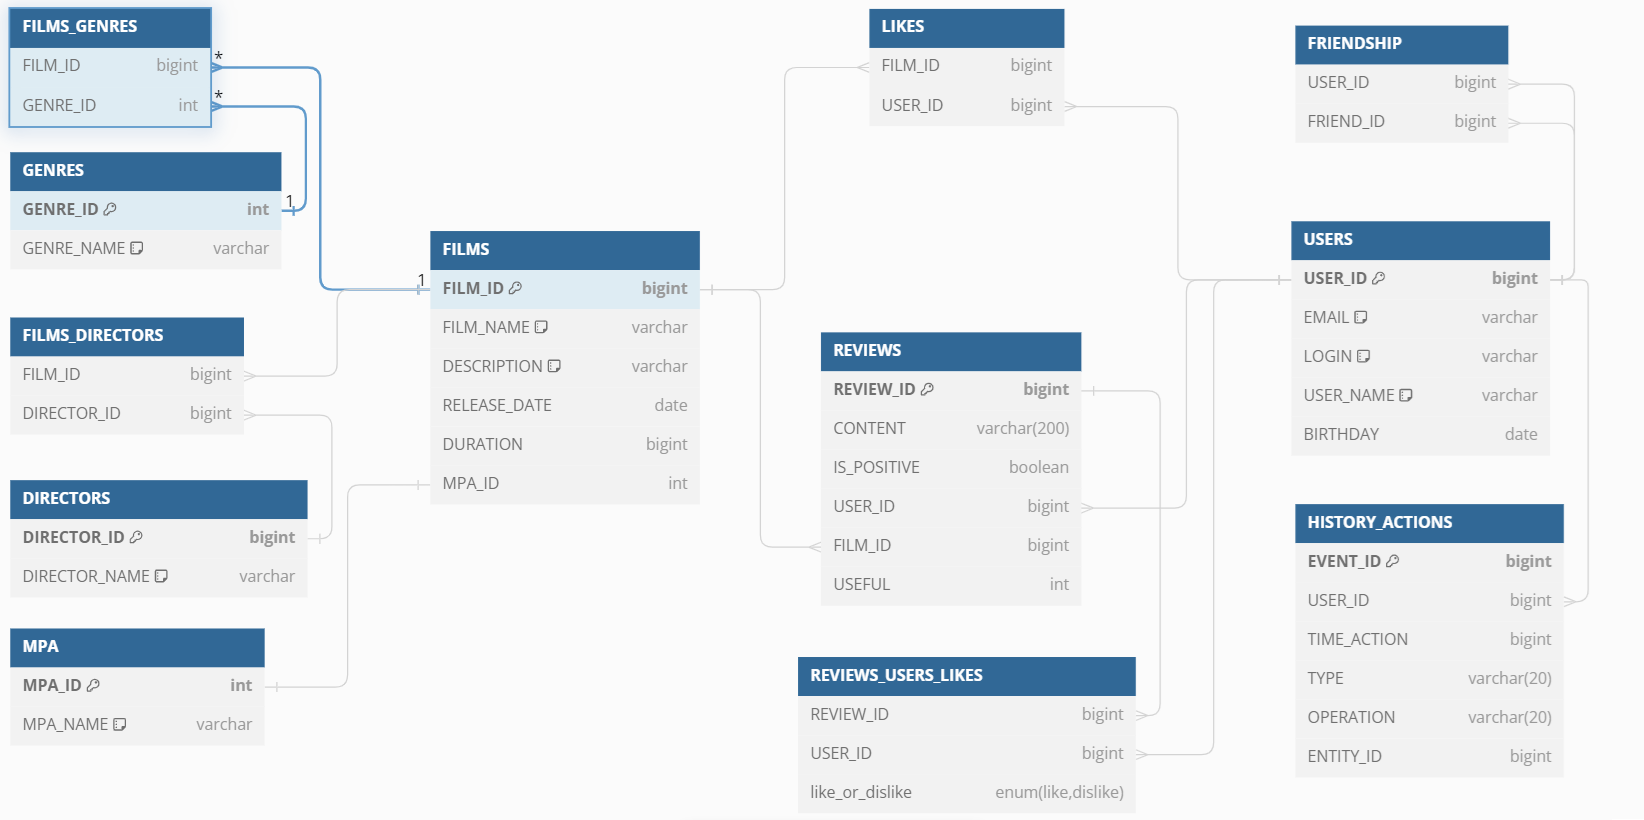 FILMS_GENRES
FILM_ID bigint
GENRE_ID int
*
*
GENRES
GENRE_ID int
GENRE_NAME varchar
1
FILMS_DIRECTORS
FILM_ID bigint
DIRECTOR_ID bigint
DIRECTORS
DIRECTOR_ID bigint
DIRECTOR_NAME varchar
MPA
MPA_ID int
MPA_NAME varchar
1
FILMS
FILM_ID bigint
FILM_NAME varchar
DESCRIPTION varchar
RELEASE_DATE date
DURATION bigint
MPA_ID int
LIKES
FILM_ID bigint
USER_ID bigint
REVIEWS
REVIEW_ID bigint
CONTENT varchar(200)
IS_POSITIVE boolean
USER_ID bigint
FILM_ID bigint
USEFUL int
REVIEWS_USERS_LIKES
REVIEW_ID bigint
USER_ID bigint
like_or_dislike enum(like,dislike)
FRIENDSHIP
USER_ID bigint
FRIEND_ID bigint
USERS
USER_ID bigint
EMAIL varchar
LOGIN varchar
USER_NAME varchar
BIRTHDAY date
HISTORY_ACTIONS
EVENT_ID bigint
USER_ID bigint
TIME_ACTION bigint
TYPE varchar(20)
OPERATION varchar(20)
ENTITY_ID bigint